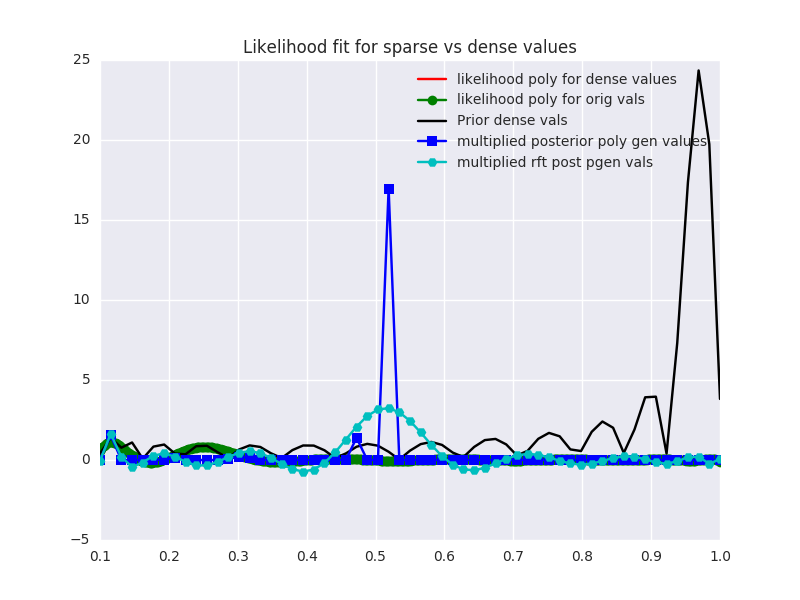 Likelihood fit for sparse vs dense values
25
20
15
10
5
0
−5
likelihood poly for dense values
likelihood poly for orig vals
Prior dense vals
multiplied posterior poly gen values
multiplied rft post pgen vals
0.1 0.2 0.3 0.4 0.5 0.6 0.7 0.8 0.9 1.0